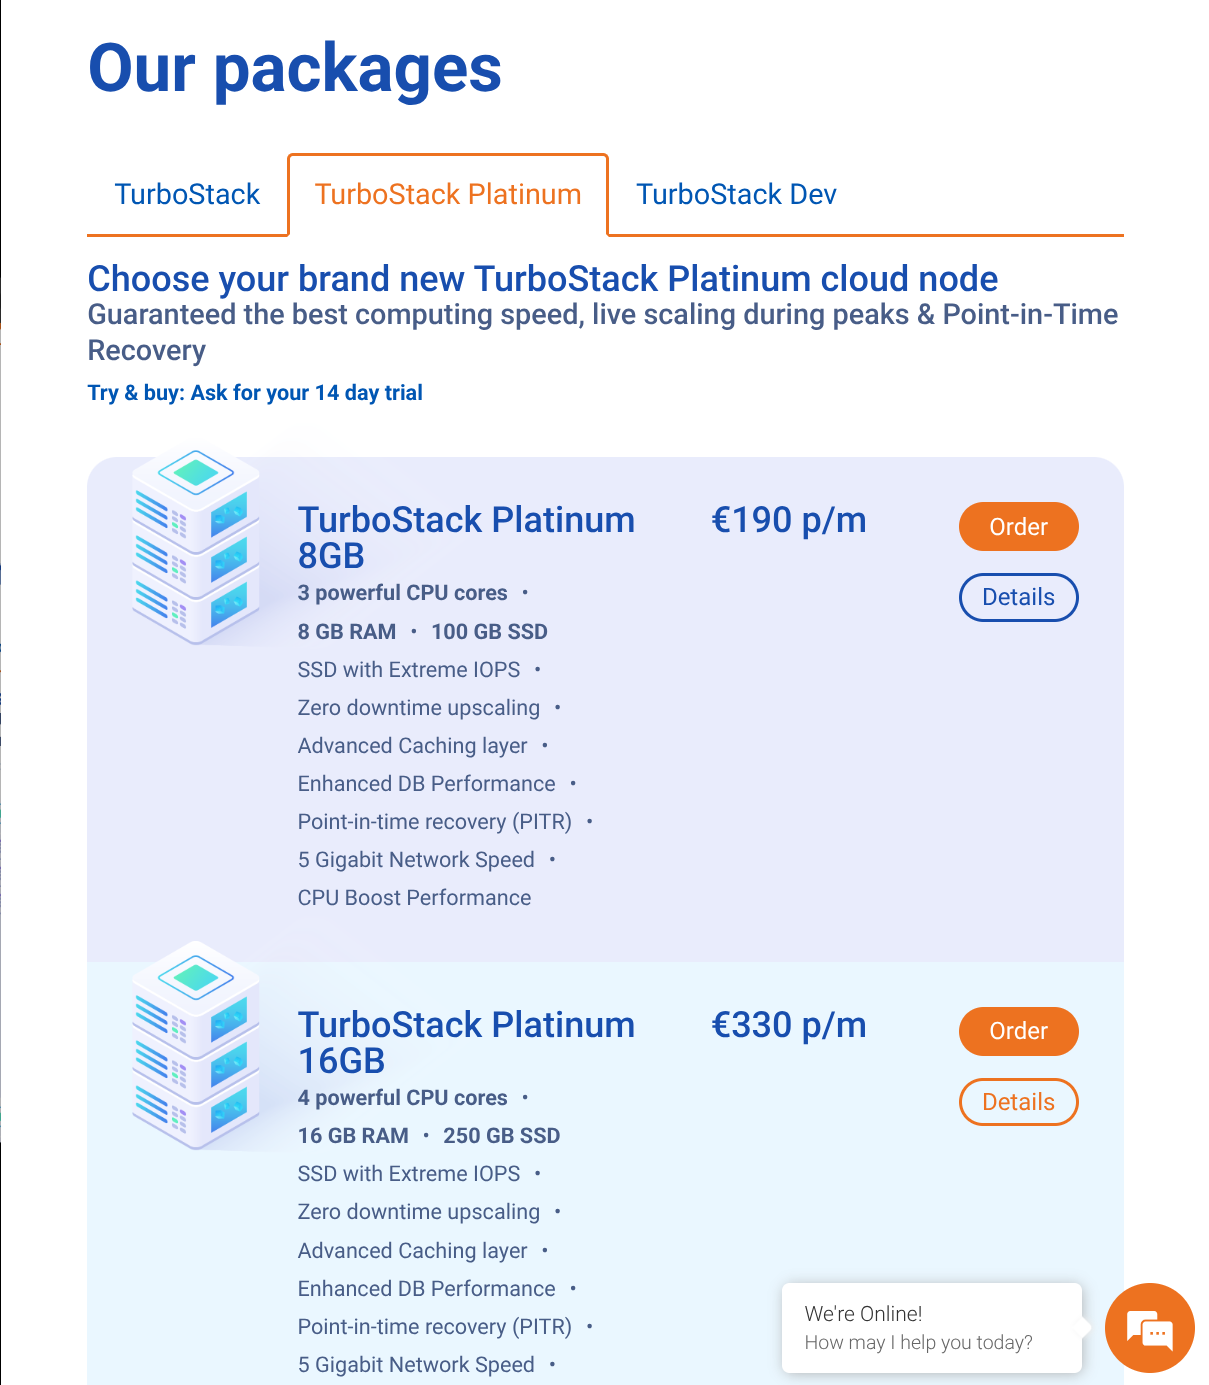 Our packages
TurboStack
TurboStack Platinum
TurboStack Dev
Choose your brand new TurboStack Platinum cloud node
Guaranteed the best computing speed, live scaling during peaks & Point-in-Time
Recovery
Try & buy: Ask for your 14 day trial
TurboStack Platinum
8GB
€190 p/m
Order
Details
3 powerful CPU cores •
8 GB RAM • 100 GB SSD
SSD with Extreme IOPS •
Zero downtime upscaling •
Advanced Caching layer •
Enhanced DB Performance •
Point-in-time recovery (PITR) •
5 Gigabit Network Speed •
CPU Boost Performance
TurboStack Platinum
16GB
€330 p/m
Order
Details
4 powerful CPU cores •
16 GB RAM • 250 GB SSD
SSD with Extreme IOPS •
Zero downtime upscaling •
Advanced Caching layer •
Enhanced DB Performance •
Point-in-time recovery (PITR) •
5 Gigabit Network Speed •
We're Online!
How may I help you today?